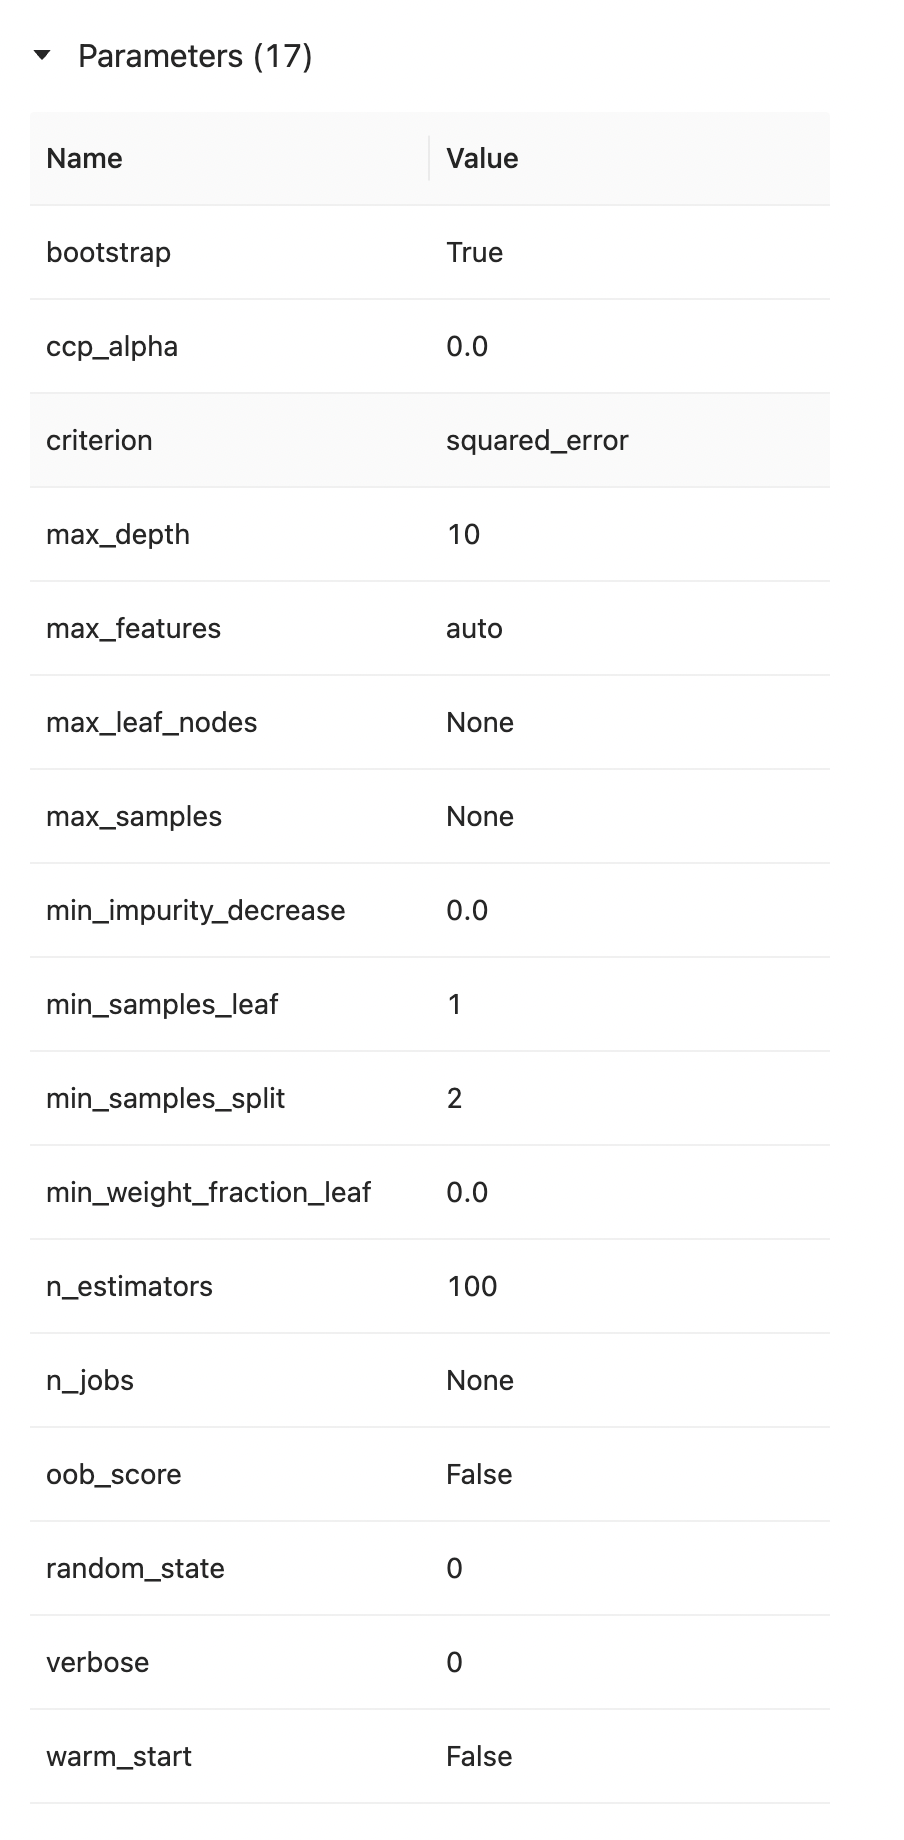 Parameters (17)
Name Value
bootstrap True
ccp_alpha 0.0
criterion squared_error
max_depth 10
max_features auto
max_leaf_nodes None
max_samples None
min_impurity_decrease 0.0
min_samples_leaf 1
min_samples_split 2
min_weight_fraction_leaf 0.0
n_estimators 100
n_jobs None
oob_score False
random_state 0
verbose 0
warm_start False